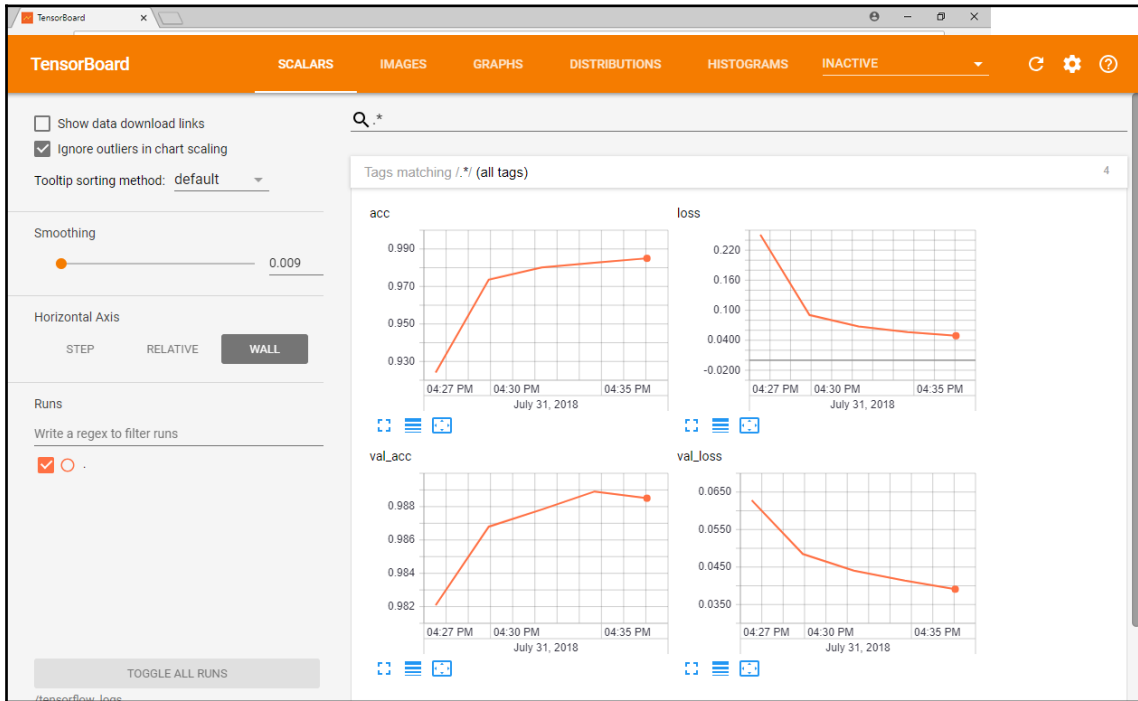 TensorBoard
TensorBoard SCALARS IMAGES GRAPHS DISTRIBUTIONS HISTOGRAMS INACTIVE
Show data download links
Ignore outliers in chart scaling
Tooltip sorting method: default
Smoothing
0.009
Horizontal Axis
STEP RELATIVE WALL
Runs
Write a regex to filter runs
.
TOGGLE ALL RUNS
/tensorflow_logs
.*
Tags matching /.*/ (all tags) 4
acc
0.990
0.970
0.950
0.930
04:27 PM 04:30 PM 04:35 PM
July 31, 2018
loss
0.220
0.160
0.100
0.0400
-0.0200
04:27 PM 04:30 PM 04:35 PM
July 31, 2018
val_acc
0.988
0.986
0.984
0.982
04:27 PM 04:30 PM 04:35 PM
July 31, 2018
val_loss
0.0650
0.0550
0.0450
0.0350
04:27 PM 04:30 PM 04:35 PM
July 31, 2018